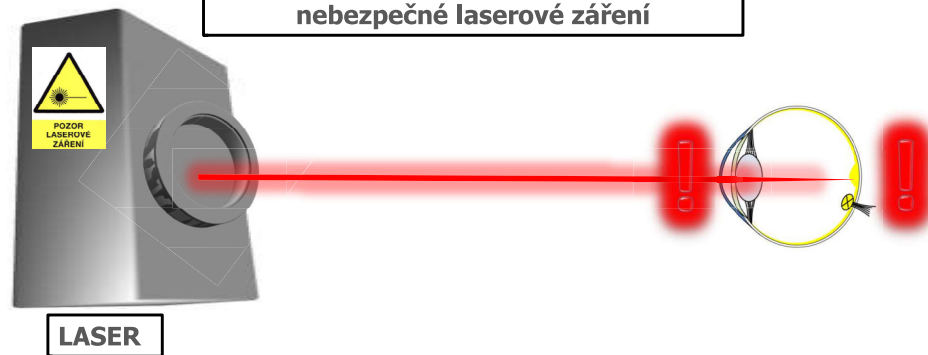 nebezpečné laserové záření
POZOR
LASEROVÉ
ZÁŘENÍ
LASER